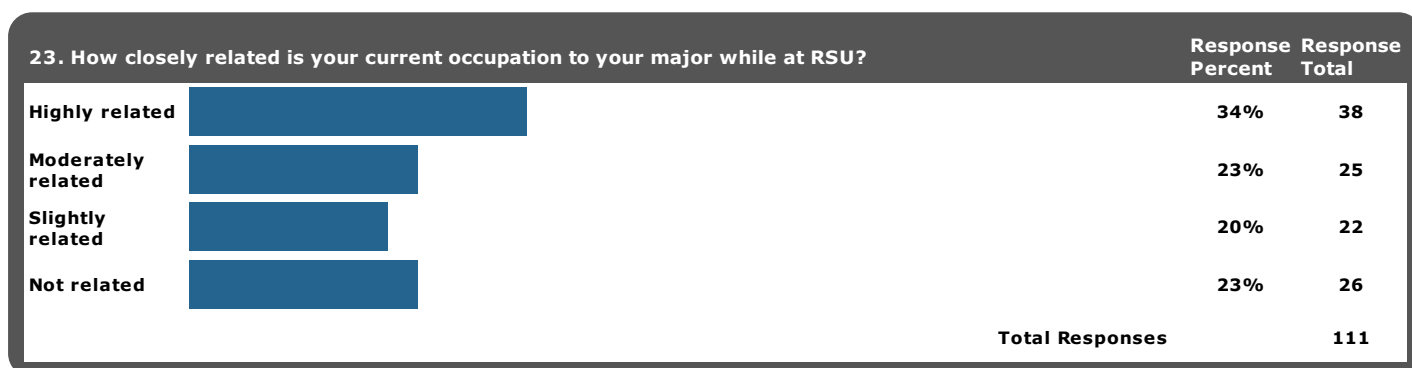 23. How closely related is your current occupation to your major while at RSU?
Response Response
Percent Total
Highly related 34% 38
Moderately
related 23% 25
Slightly
related 20% 22
Not related 23% 26
Total Responses 111